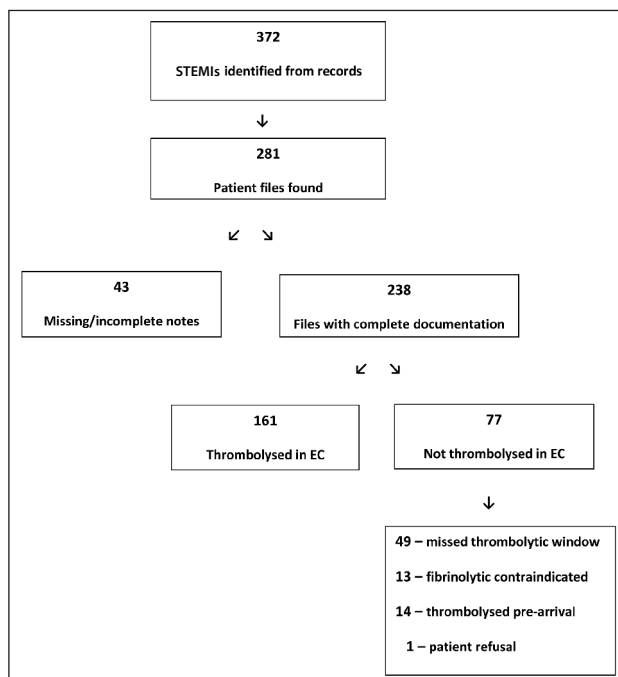 372
STEMIs identified from records
281
Patient files found
43
Missing/incomplete notes
238
Files with complete documentation
161
Thrombolysed in EC
77
Not thrombolysed in EC
49 – missed thrombolytic window
13 – fibrinolytic contraindicated
14 – thrombolysed pre-arrival
1 – patient refusal